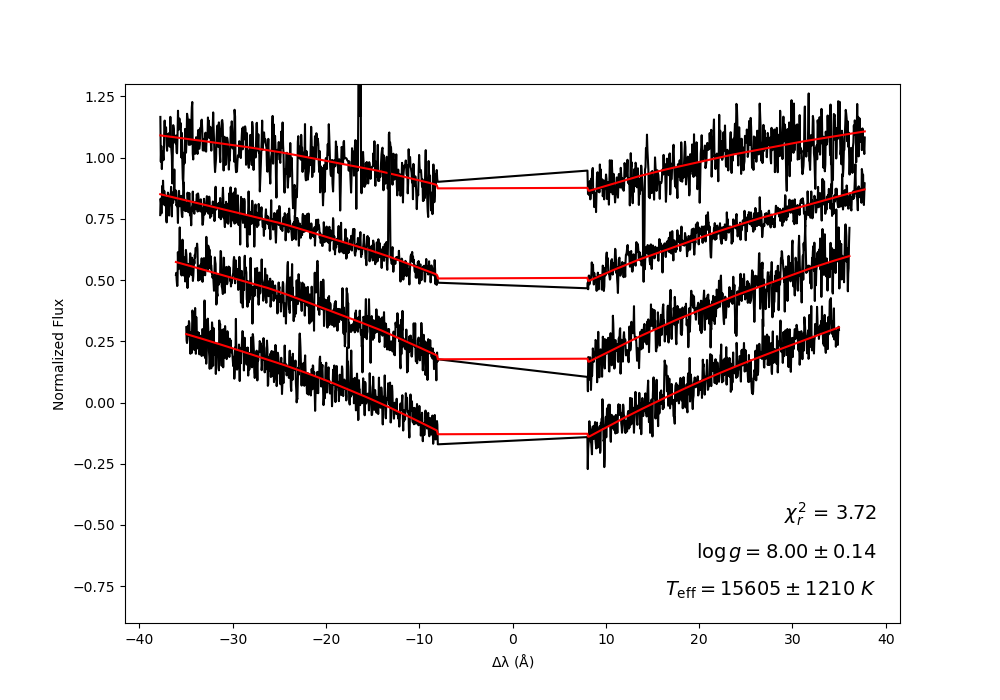 1.25
1.00
0.75
0.50
0.25
0.00
−0.25
−0.50
−0.75
Normalized Flux
χ²ᵣ = 3.72
log g = 8.00 ± 0.14
T_eff = 15605 ± 1210 K
−40 −30 −20 −10 0 10 20 30 40
Δλ (Å)